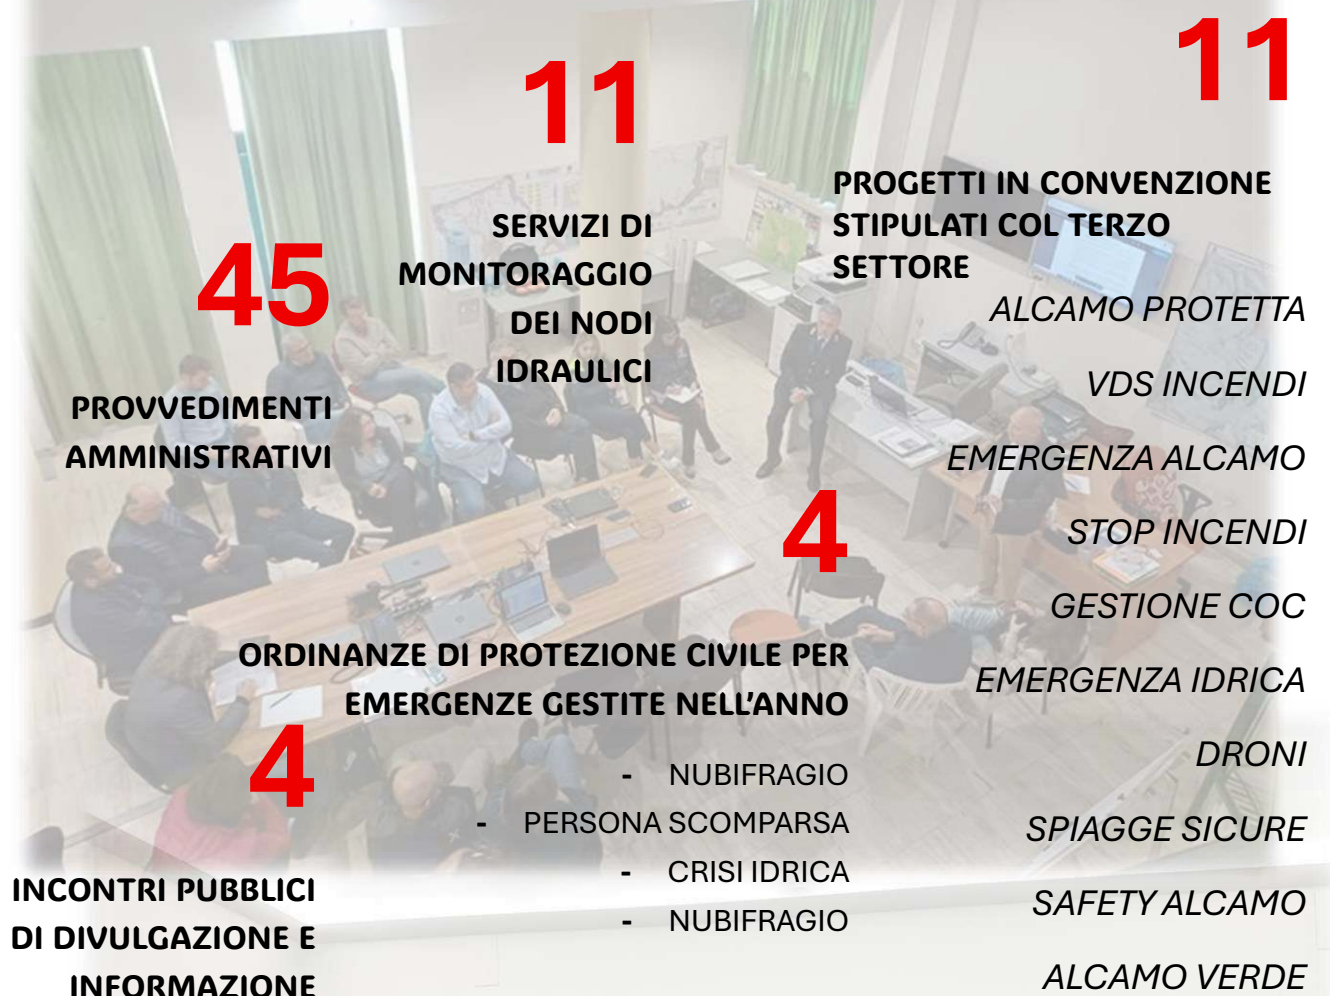 45
PROVVEDIMENTI
AMMINISTRATIVI
11
SERVIZI DI
MONITORAGGIO
DEI NODI
IDRAULICI
11
PROGETTI IN CONVENZIONE
STIPULATI COL TERZO
SETTORE
ALCAMO PROTETTA
VDS INCENDI
EMERGENZA ALCAMO
STOP INCENDI
GESTIONE COC
EMERGENZA IDRICA
DRONI
SPIAGGE SICURE
SAFETY ALCAMO
ALCAMO VERDE
4
ORDINANZE DI PROTEZIONE CIVILE PER
EMERGENZE GESTITE NELL'ANNO
- NUBIFRAGIO
- PERSONA SCOMPARSA
- CRISI IDRICA
- NUBIFRAGIO
4
INCONTRI PUBBLICI
DI DIVULGAZIONE E
INFORMAZIONE